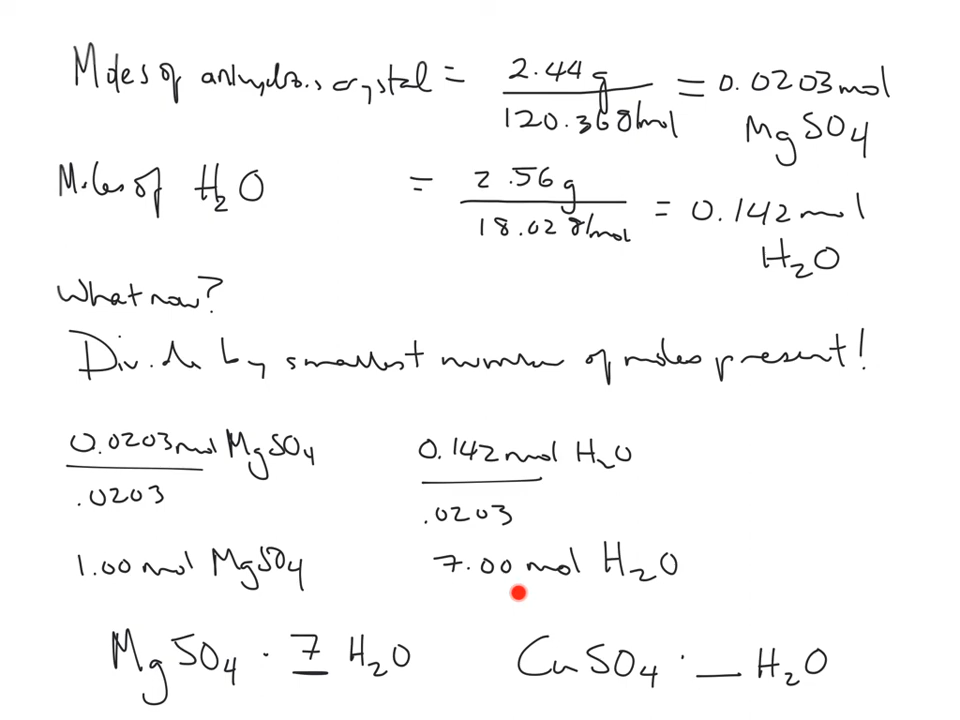 Moles of anhydrous crystal = 2.44 g / 120.36 g/mol = 0.0203 mol MgSO4
Moles of H2O = 2.56 g / 18.02 g/mol = 0.142 mol H2O
What now?
Divide by smallest number of moles present!
0.0203 mol MgSO4 / .0203
0.142 mol H2O / .0203
1.00 mol MgSO4
7.00 mol H2O
MgSO4 · 7 H2O
CuSO4 · __ H2O